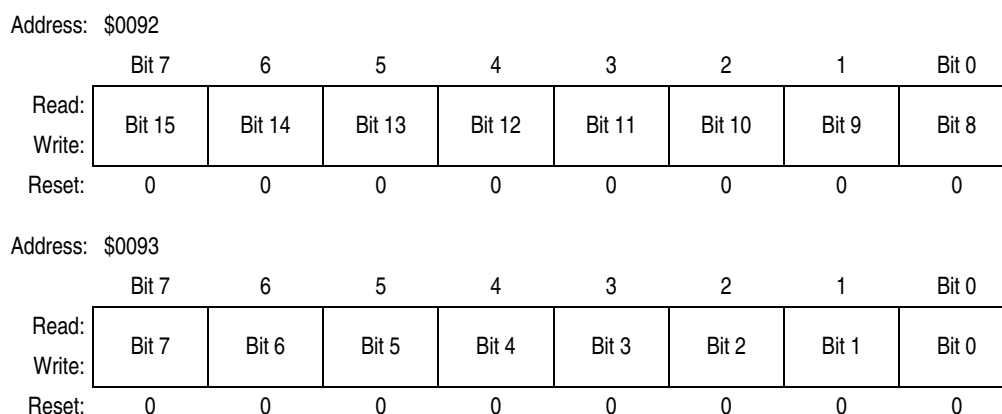 Address: $0092
Bit 7 6 5 4 3 2 1 Bit 0
Read:
Bit 15 Bit 14 Bit 13 Bit 12 Bit 11 Bit 10 Bit 9 Bit 8
Write:
Reset: 0 0 0 0 0 0 0 0
Address: $0093
Bit 7 6 5 4 3 2 1 Bit 0
Read:
Bit 7 Bit 6 Bit 5 Bit 4 Bit 3 Bit 2 Bit 1 Bit 0
Write:
Reset: 0 0 0 0 0 0 0 0